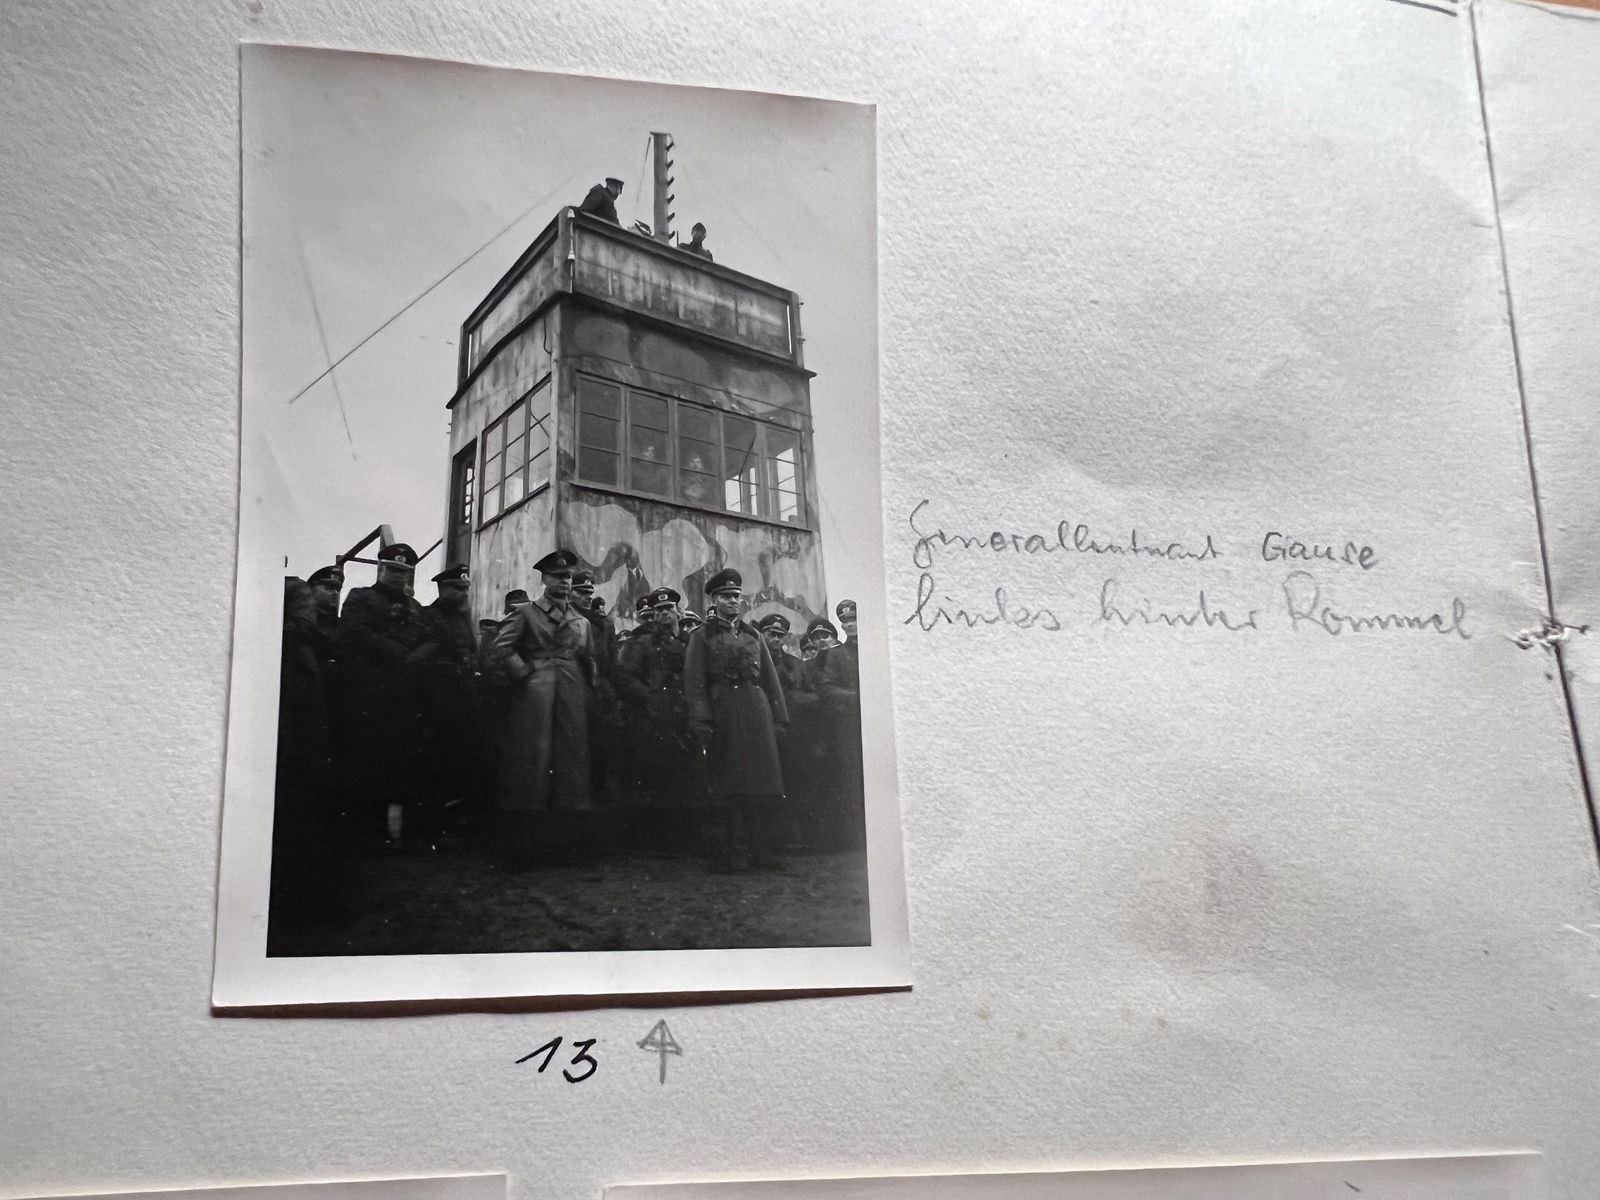 Generalleutnant Gause
links hinter Rommel
13